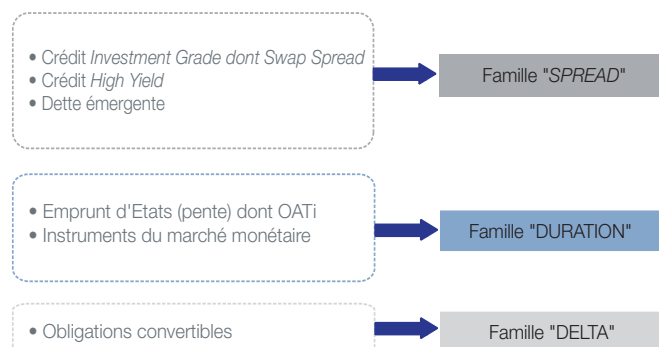 • Crédit Investment Grade dont Swap Spread
• Crédit High Yield
• Dette émergente
Famille "SPREAD"
• Emprunt d'Etats (pente) dont OATi
• Instruments du marché monétaire
Famille "DURATION"
• Obligations convertibles
Famille "DELTA"